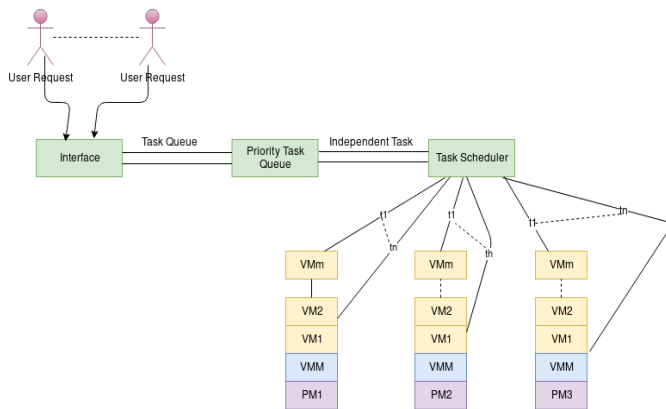 User Request
User Request
Interface
Task Queue
Priority Task
Queue
Independent Task
Task Scheduler
t1
tn
t1
tn
t1
tn
VMm
VMm
VMm
VM2
VM2
VM2
VM1
VM1
VM1
VMM
VMM
VMM
PM1
PM2
PM3